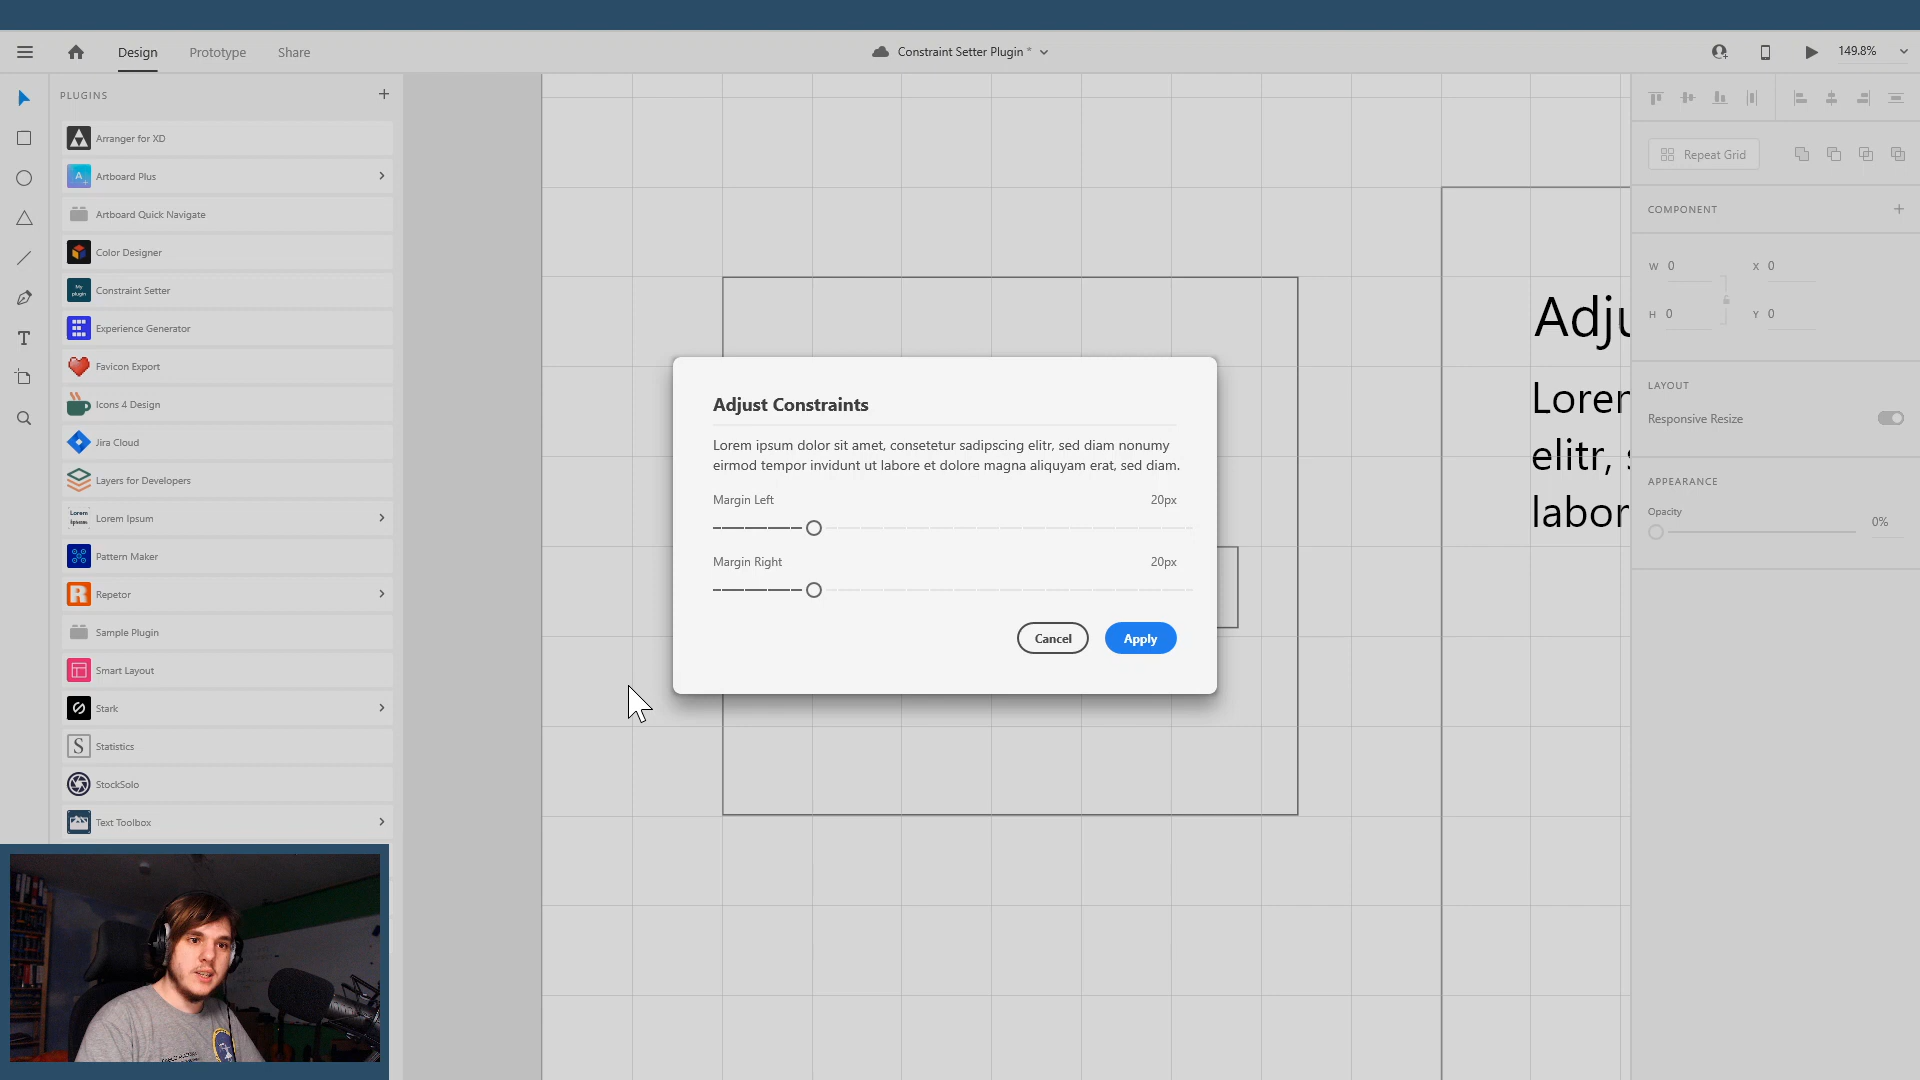 Design
Prototype
Share
Constraint Setter Plugin *
149.8%
PLUGINS
Arranger for XD
Artboard Plus
Artboard Quick Navigate
Color Designer
My
plugin
Constraint Setter
Experience Generator
Favicon Export
Icons 4 Design
Jira Cloud
Layers for Developers
Lorem
Ipsum
Lorem Ipsum
Pattern Maker
Repetor
Sample Plugin
Smart Layout
Stark
Statistics
StockSolo
Text Toolbox
Adjust Constraints
Lorem ipsum dolor sit amet, consetetur sadipscing elitr, sed diam nonumy
eirmod tempor invidunt ut labore et dolore magna aliquyam erat, sed diam.
Margin Left
20px
Margin Right
20px
Cancel
Apply
Adju
Lorem
elitr, s
labor
Repeat Grid
COMPONENT
W 0
X 0
H 0
Y 0
LAYOUT
Responsive Resize
APPEARANCE
Opacity
0%